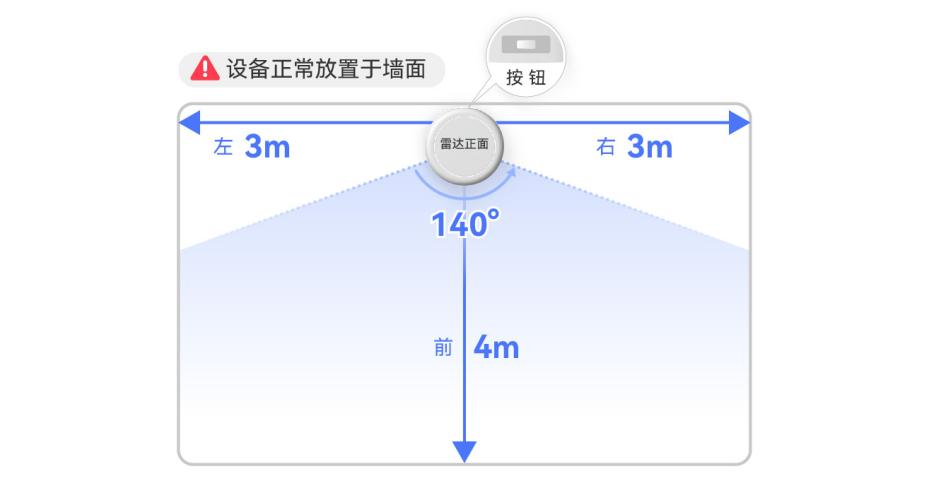 设备正常放置于墙面
按钮
雷达正面
左 3m
右 3m
140°
前 4m